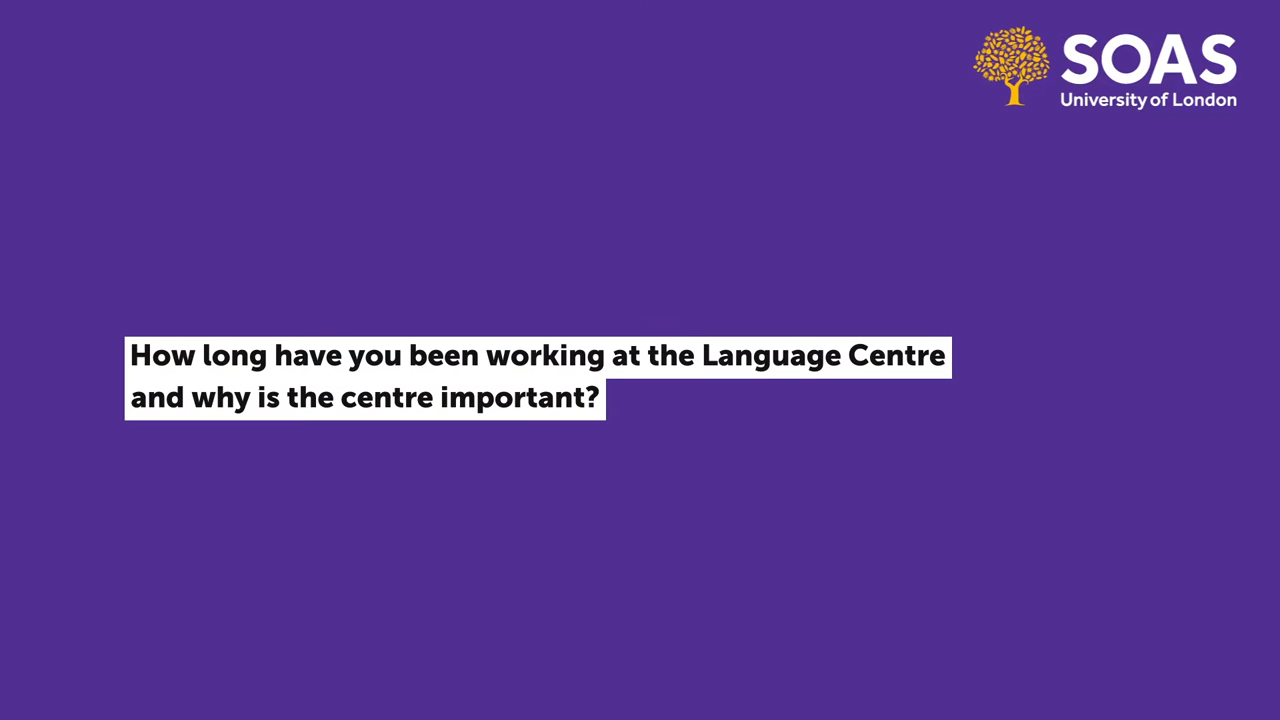 SOAS
University of London
How long have you been working at the Language Centre
and why is the centre important?